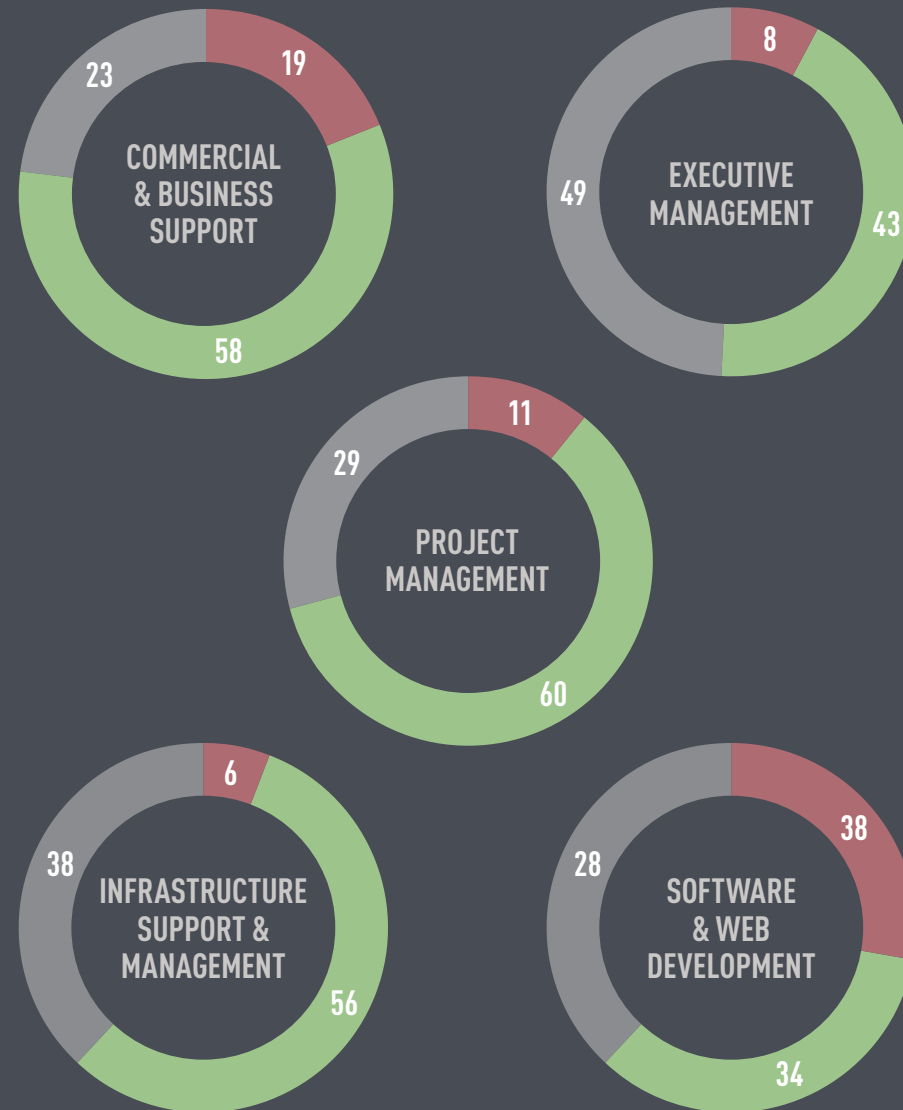 23
19
COMMERCIAL
& BUSINESS
SUPPORT
58
8
49
EXECUTIVE
MANAGEMENT
43
11
29
PROJECT
MANAGEMENT
60
6
38
INFRASTRUCTURE
SUPPORT &
MANAGEMENT
56
38
28
SOFTWARE
& WEB
DEVELOPMENT
34